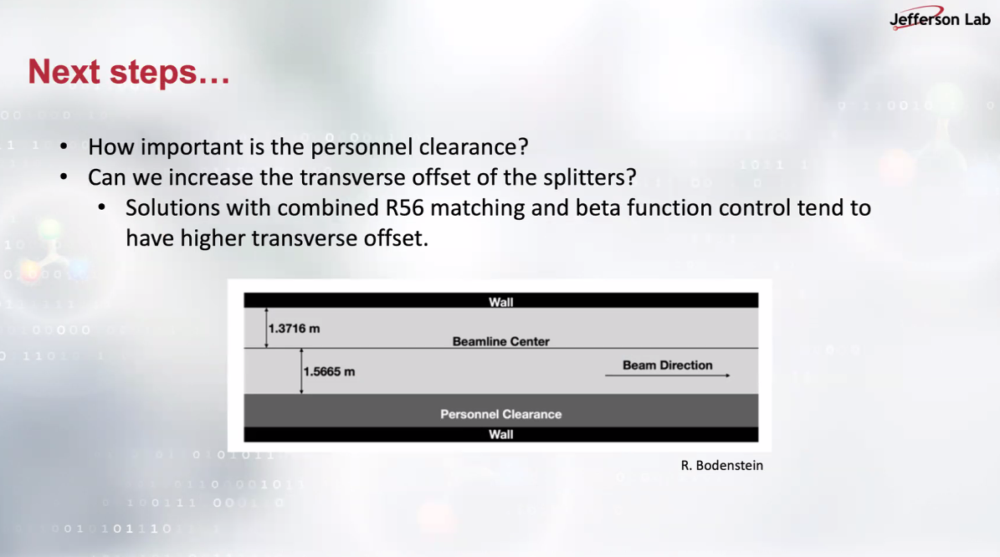 Jefferson Lab
Next steps…
• How important is the personnel clearance?
• Can we increase the transverse offset of the splitters?
• Solutions with combined R56 matching and beta function control tend to
have higher transverse offset.
Wall
1.3716 m
Beamline Center
Beam Direction
1.5665 m
Personnel Clearance
Wall
R. Bodenstein